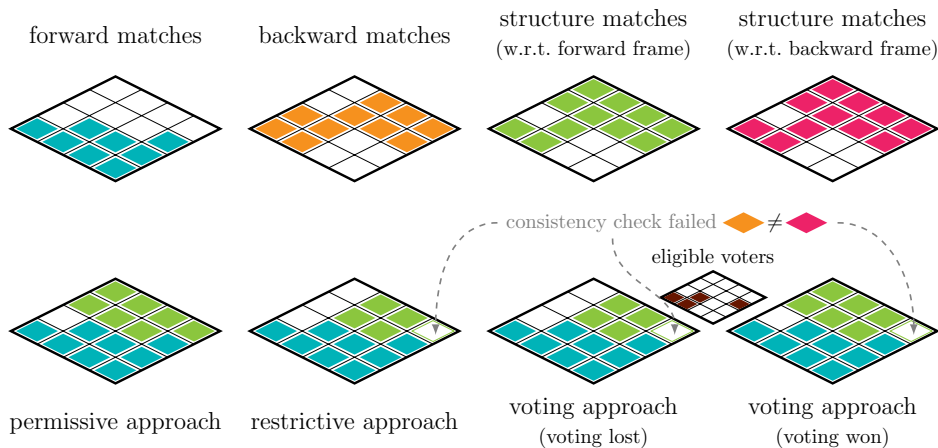 forward matches
backward matches
structure matches
(w.r.t. forward frame)
structure matches
(w.r.t. backward frame)
consistency check failed ≠
eligible voters
permissive approach
restrictive approach
voting approach
(voting lost)
voting approach
(voting won)